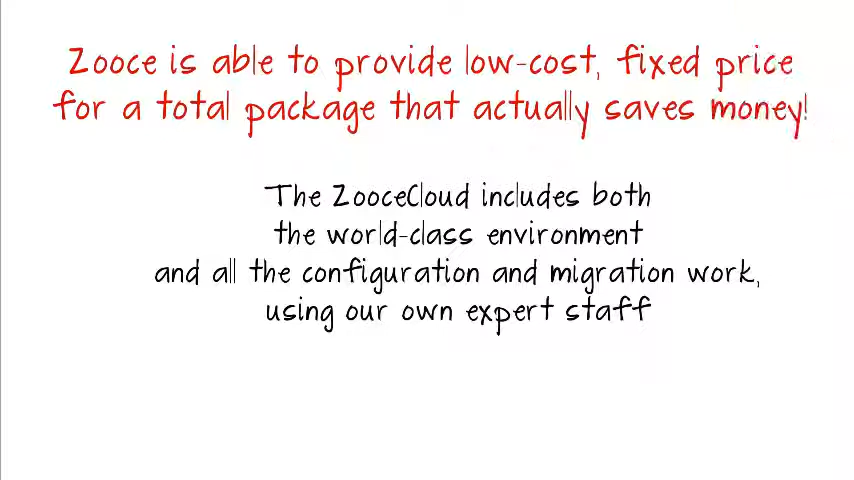 Zooce is able to provide low-cost, fixed price
for a total package that actually saves money!
The ZooceCloud includes both
the world-class environment
and all the configuration and migration work,
using our own expert staff